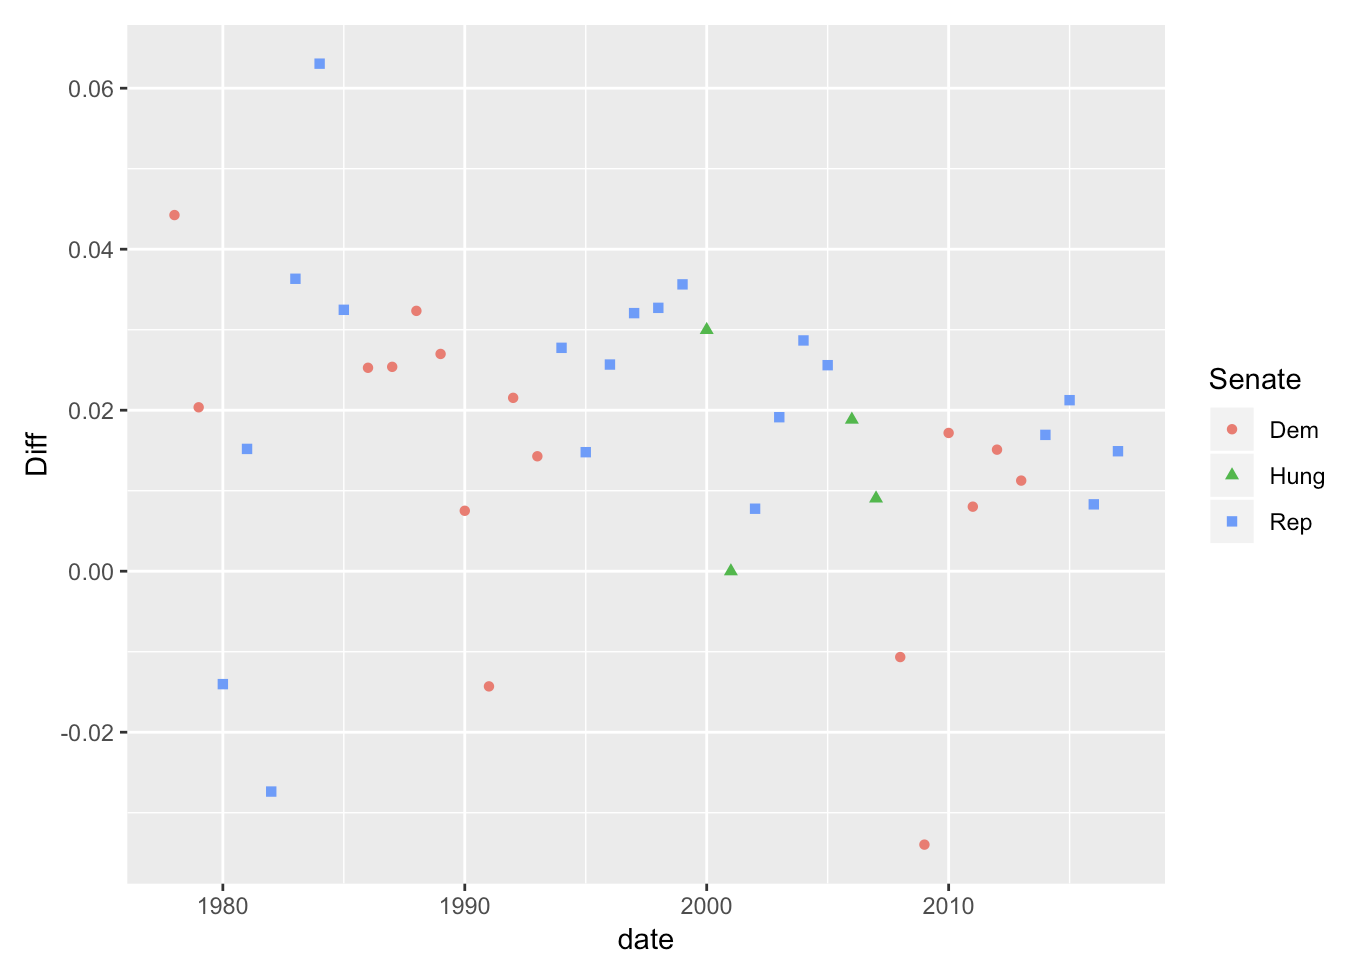 0.06
0.04
0.02
0.00
-0.02
Diff
1980 1990 2000 2010
date
Senate
Dem
Hung
Rep